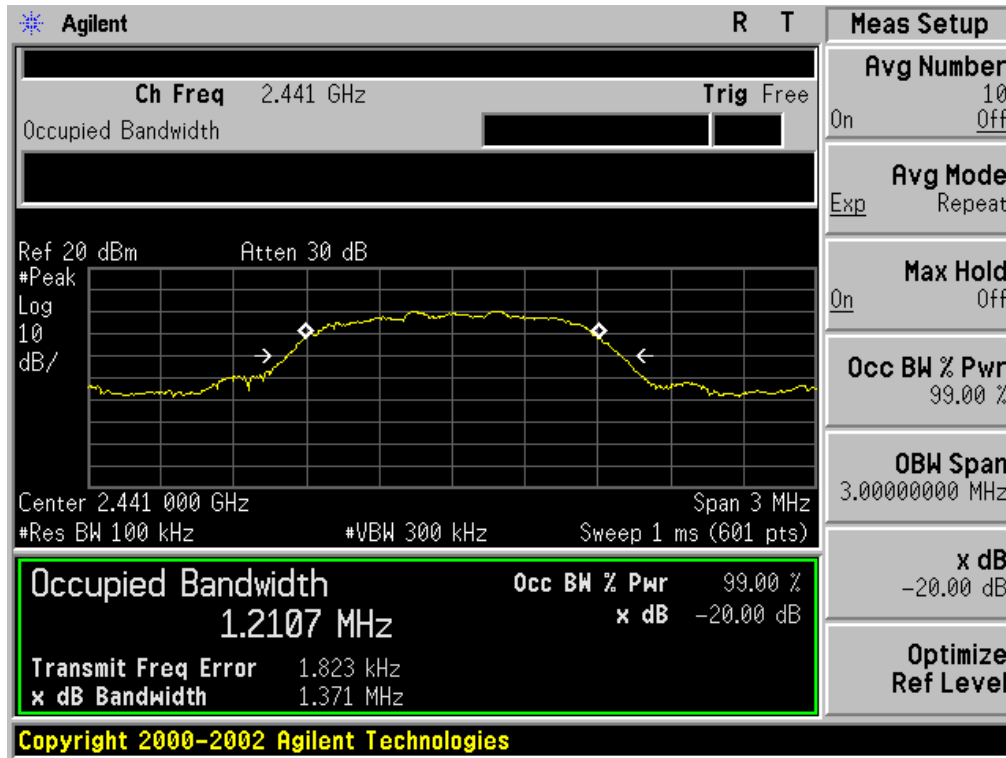 Agilent R T
Ch Freq 2.441 GHz Trig Free
Occupied Bandwidth
Ref 20 dBm Atten 30 dB
#Peak
Log
10
dB/
Center 2.441 000 GHz Span 3 MHz
#Res BW 100 kHz #VBW 300 kHz Sweep 1 ms (601 pts)
Occupied Bandwidth
1.2107 MHz
Occ BW % Pwr 99.00 %
x dB -20.00 dB
Transmit Freq Error 1.823 kHz
x dB Bandwidth 1.371 MHz
Copyright 2000-2002 Agilent Technologies
Meas Setup
Avg Number
10
On Off
Avg Mode
Exp Repeat
Max Hold
On Off
Occ BW % Pwr
99.00 %
OBW Span
3.00000000 MHz
x dB
-20.00 dB
Optimize
Ref Level